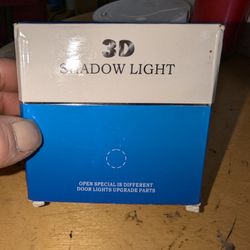 3D
SHADOW LIGHT
OPEN SPECIAL IS DIFFERENT
DOOR LIGHTS UPGRADE PARTS